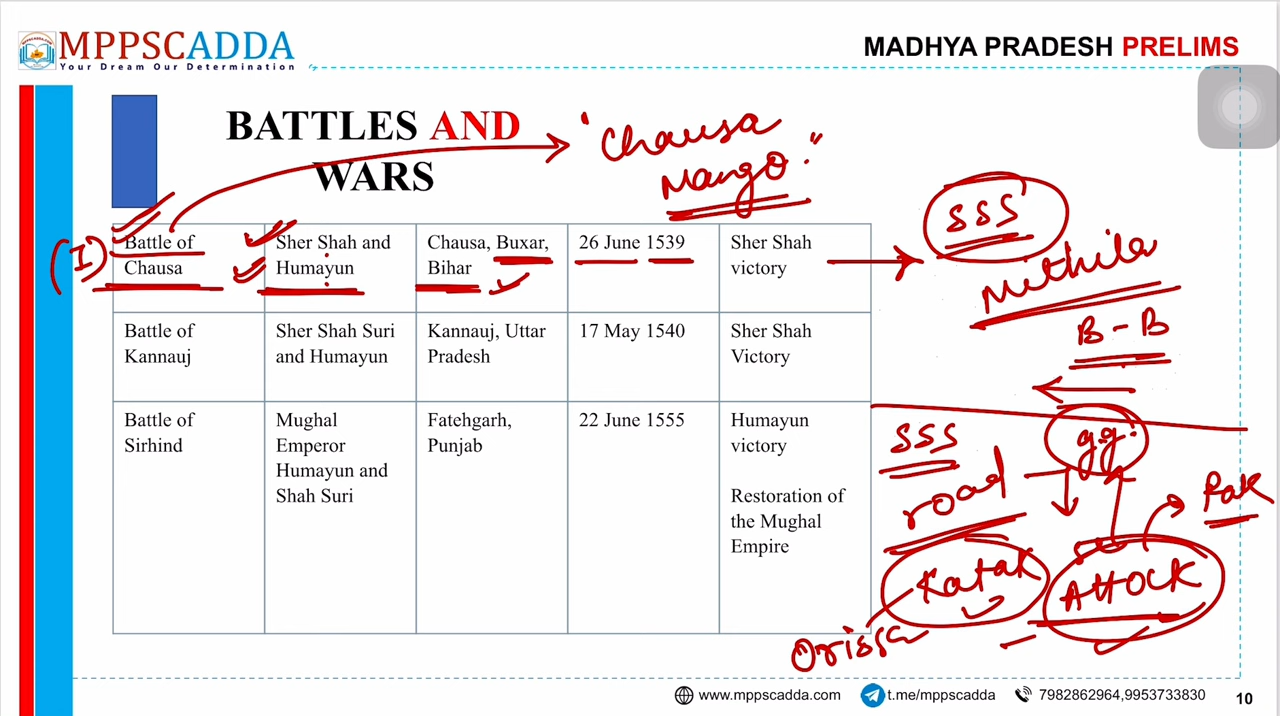 MPPSCADDA
Your Dream Our Determination
MADHYA PRADESH PRELIMS
BATTLES AND
WARS
"Chausa
Mango."
(I)
Battle of
Chausa
Sher Shah and
Humayun
Chausa, Buxar,
Bihar
26 June 1539
Sher Shah
victory
SSS
Mithila
B - B
Battle of
Kannauj
Sher Shah Suri
and Humayun
Kannauj, Uttar
Pradesh
17 May 1540
Sher Shah
Victory
Battle of
Sirhind
Mughal
Emperor
Humayun and
Shah Suri
Fatehgarh,
Punjab
22 June 1555
Humayun
victory
Restoration of
the Mughal
Empire
SSS
road
Pak
Katak
Attock
Orissa
www.mppscadda.com
t.me/mppscadda
7982862964,9953733830
10